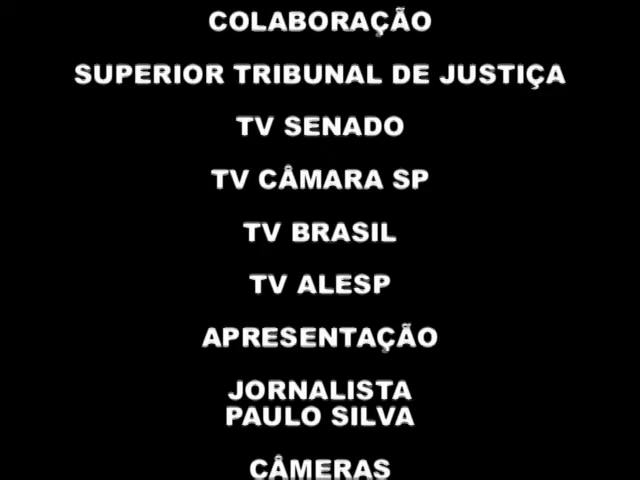 COLABORAÇÃO
SUPERIOR TRIBUNAL DE JUSTIÇA
TV SENADO
TV CÂMARA SP
TV BRASIL
TV ALESP
APRESENTAÇÃO
JORNALISTA
PAULO SILVA
CÂMERAS